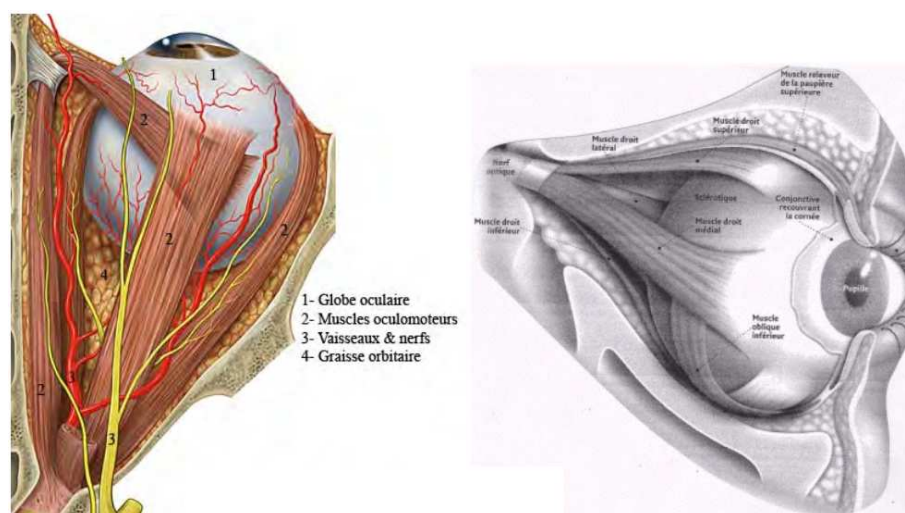 1
2
2
2
4
2
3
3
1- Globe oculaire
2- Muscles oculomoteurs
3- Vaisseaux & nerfs
4- Graisse orbitaire
Muscle releveur
de la paupière
supérieure
Muscle droit
supérieur
Muscle droit
latéral
Nerf
optique
Sclérotique
Conjonctive
recouvrant
la cornée
Muscle droit
inférieur
Muscle droit
médial
Pupille
Muscle
oblique
inférieur